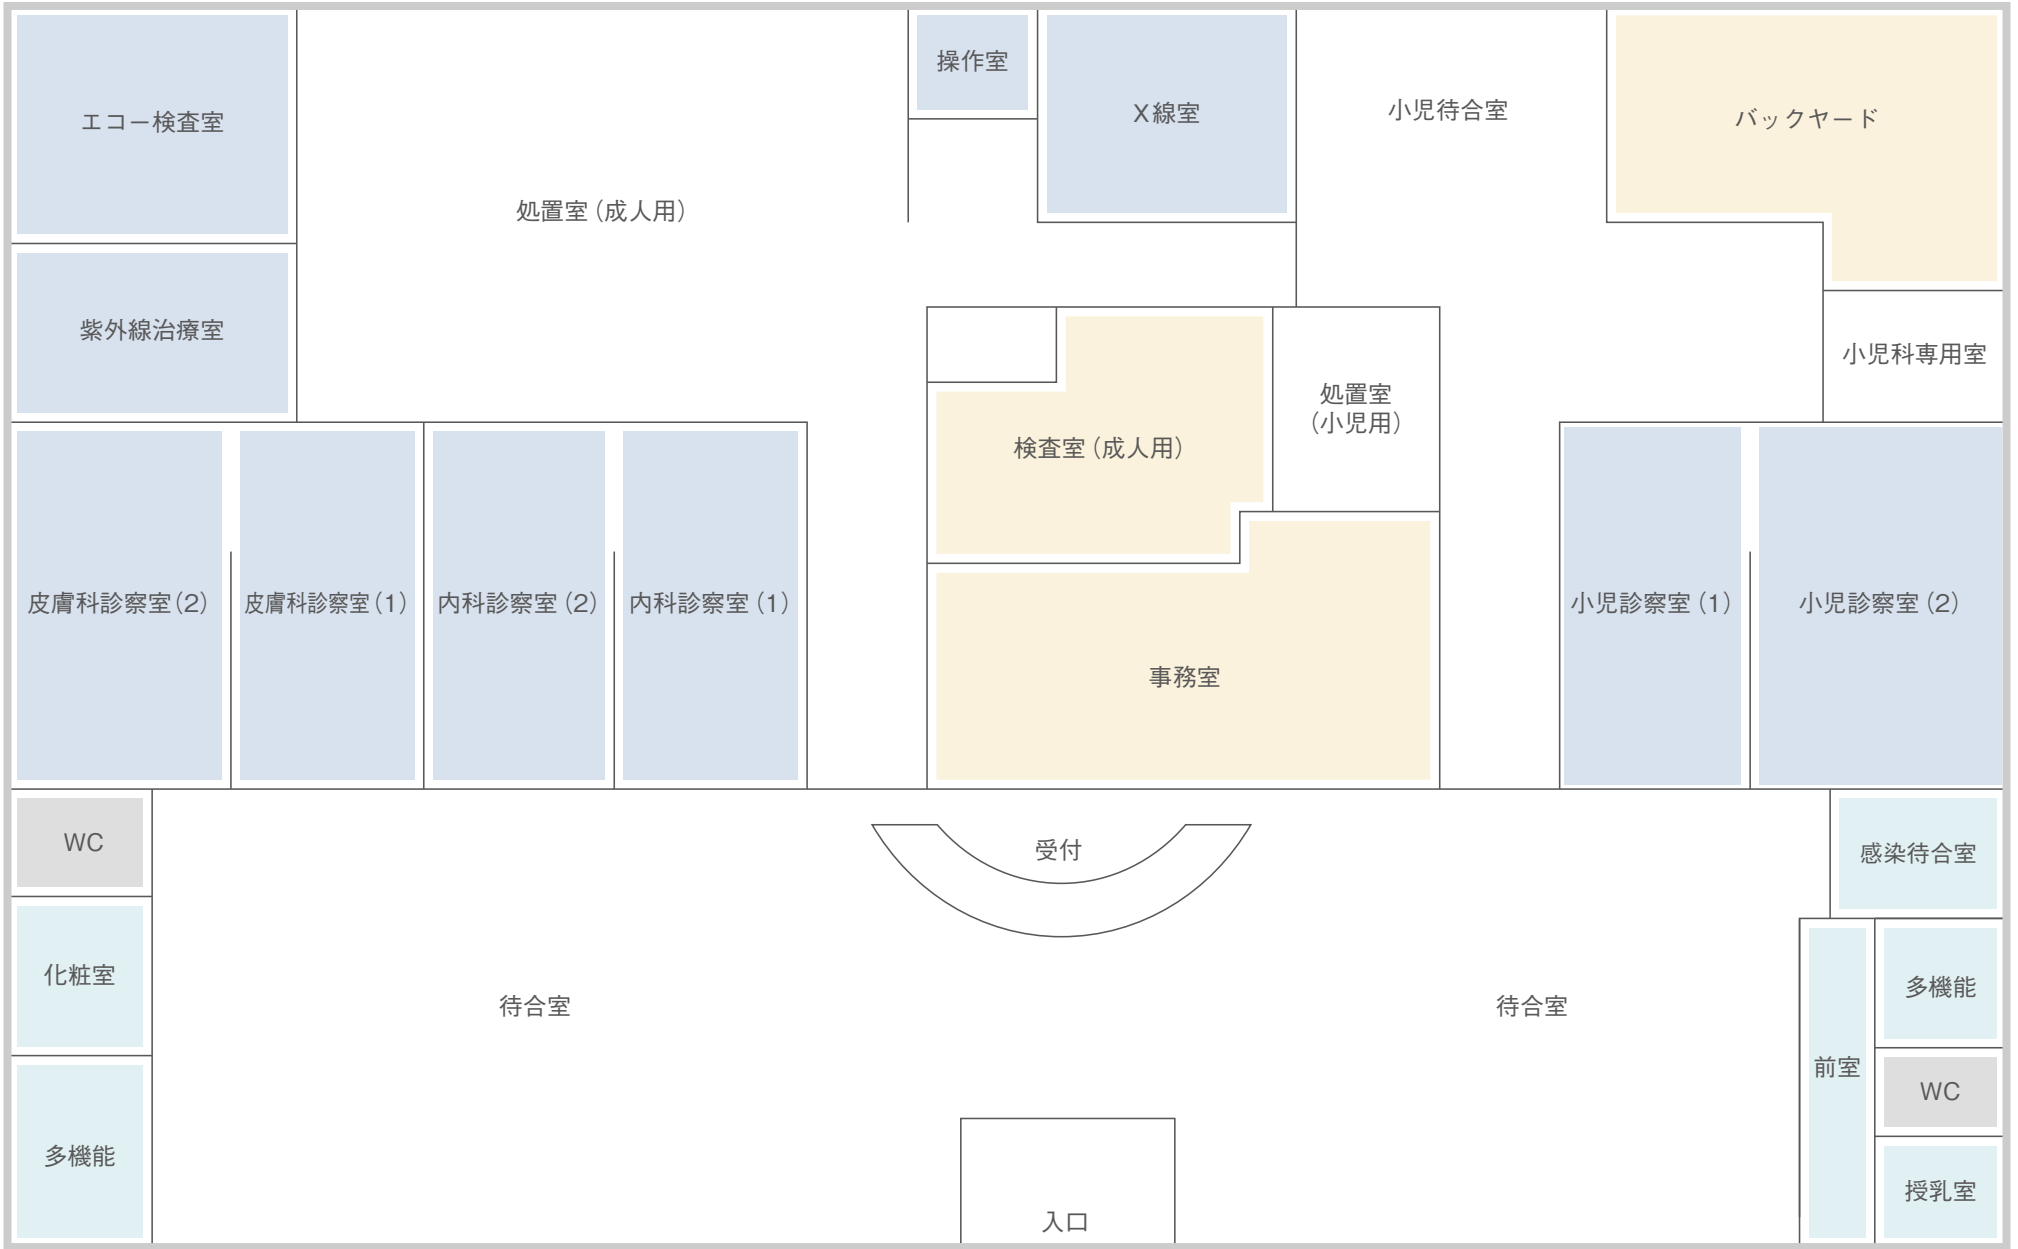 操作室
X線室
小児待合室
バックヤード
エコー検査室
処置室（成人用）
紫外線治療室
小児科専用室
処置室
（小児用）
検査室（成人用）
皮膚科診察室（2）
皮膚科診察室（1）
内科診察室（2）
内科診察室（1）
小児診察室（1）
小児診察室（2）
事務室
WC
受付
感染待合室
化粧室
待合室
待合室
多機能
前室
WC
多機能
授乳室
入口